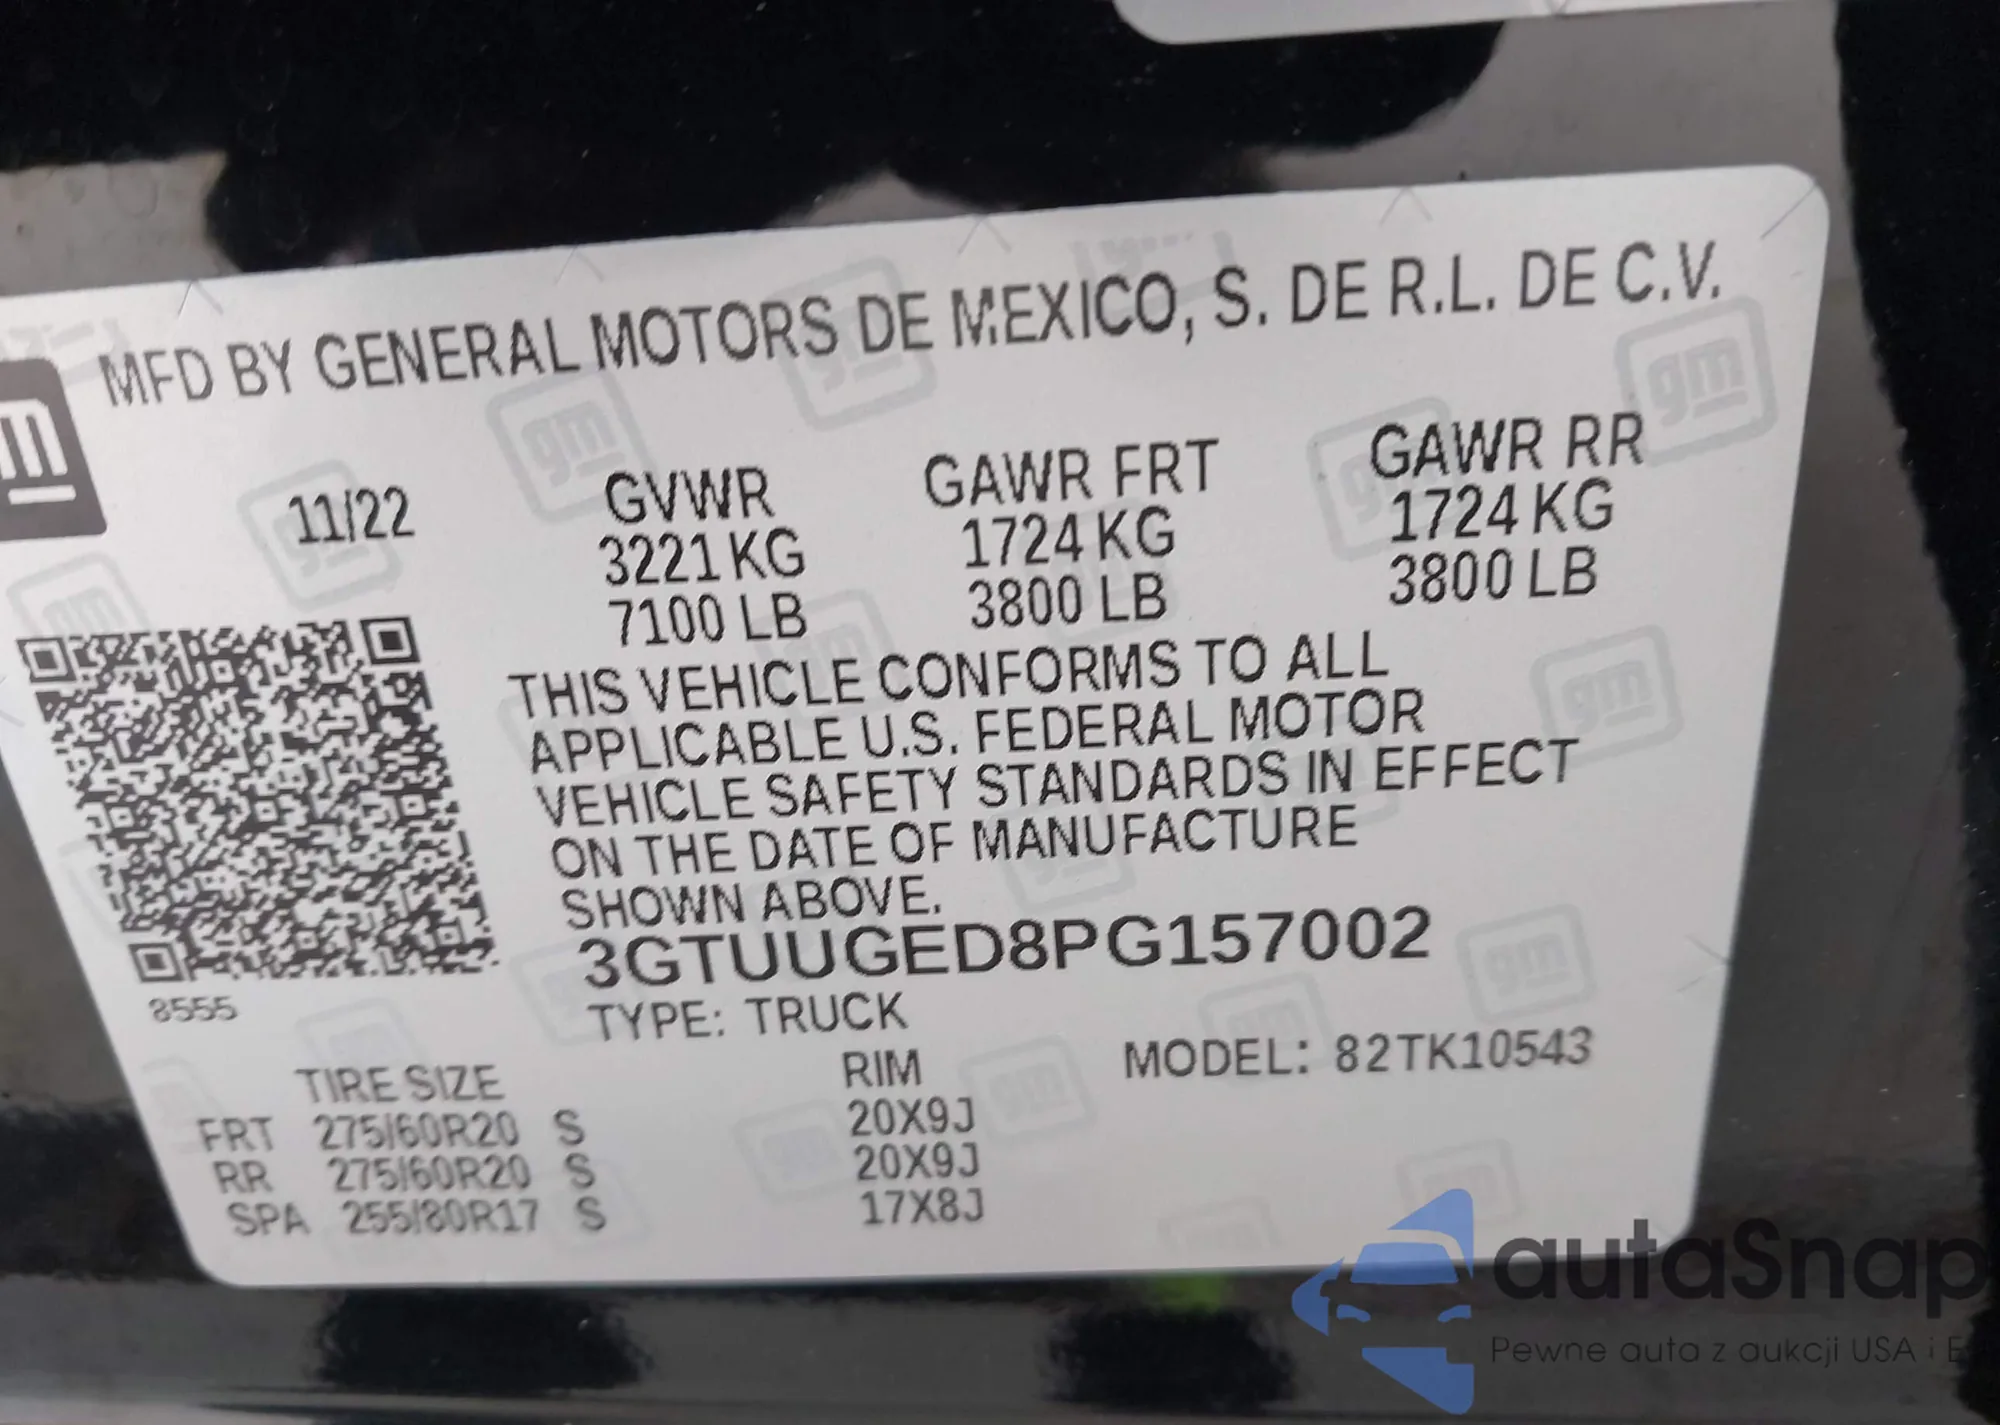 MFD BY GENERAL MOTORS DE MEXICO, S. DE R.L. DE C.V.
11/22 GVWR GAWR FRT GAWR RR
3221 KG 1724 KG 1724 KG
7100 LB 3800 LB 3800 LB
THIS VEHICLE CONFORMS TO ALL
APPLICABLE U.S. FEDERAL MOTOR
VEHICLE SAFETY STANDARDS IN EFFECT
ON THE DATE OF MANUFACTURE
SHOWN ABOVE.
3GTUUGED8PG157002
8555
TYPE: TRUCK
TIRE SIZE RIM MODEL: 82TK10543
FRT 275/60R20 S 20X9J
RR 275/60R20 S 20X9J
SPA 255/80R17 S 17X8J
autaSnap
Pewne auta z aukcji USA i E